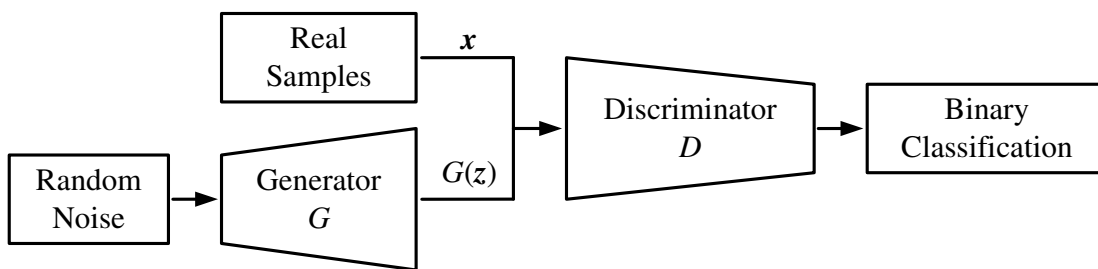 Real
Samples
x
Random
Noise
Generator
G
G(z)
Discriminator
D
Binary
Classification